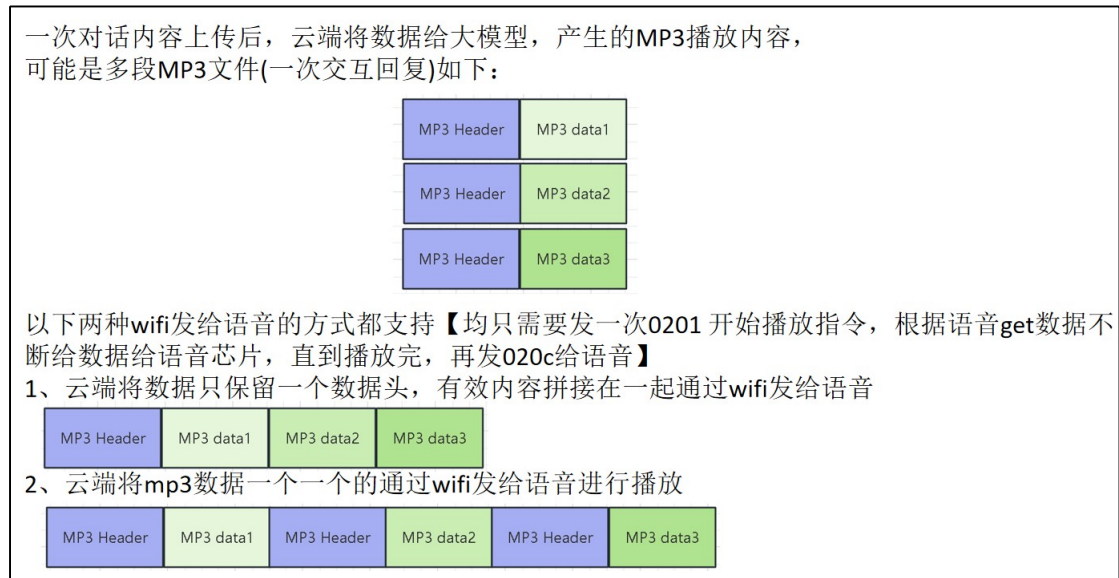 一次对话内容上传后，云端将数据给大模型，产生的MP3播放内容，
可能是多段MP3文件(一次交互回复)如下：
MP3 Header MP3 data1
MP3 Header MP3 data2
MP3 Header MP3 data3
以下两种wifi发给语音的方式都支持【均只需要发一次0201 开始播放指令，根据语音get数据不
断给数据给语音芯片，直到播放完，再发020c给语音】
1、云端将数据只保留一个数据头，有效内容拼接在一起通过wifi发给语音
MP3 Header MP3 data1 MP3 data2 MP3 data3
2、云端将mp3数据一个一个的通过wifi发给语音进行播放
MP3 Header MP3 data1 MP3 Header MP3 data2 MP3 Header MP3 data3